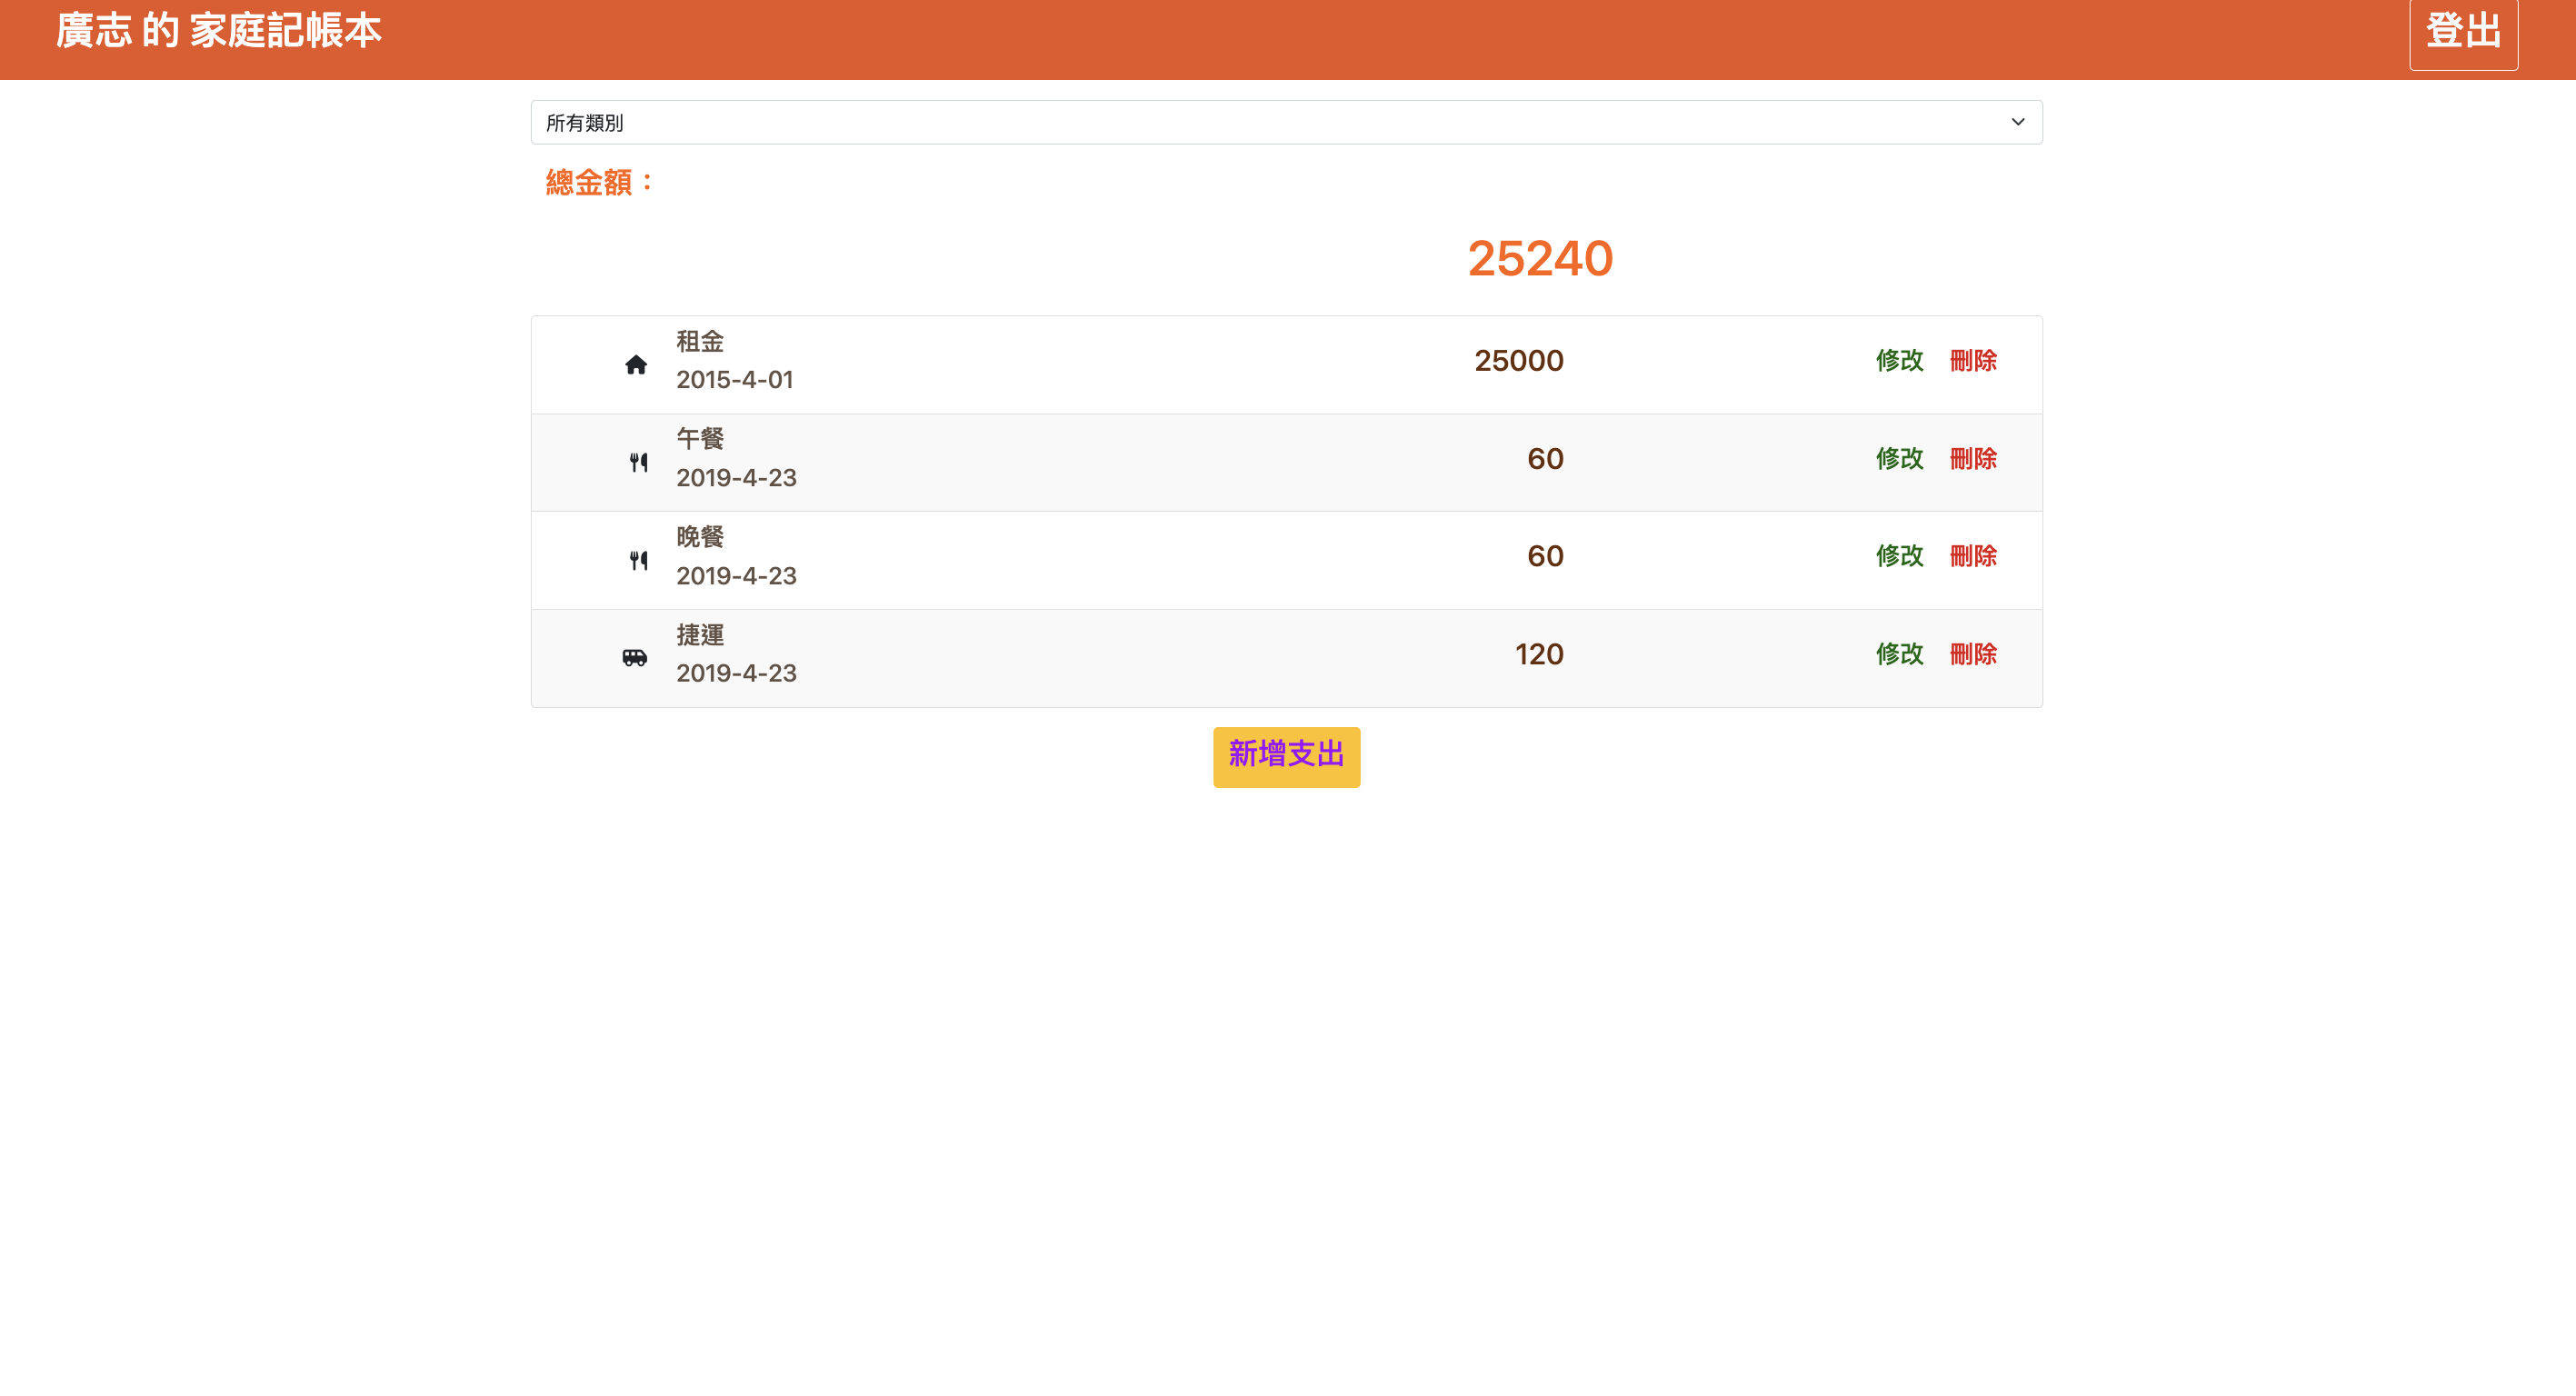 廣志 的 家庭記帳本
登出
所有類別
總金額：
25240
租金
2015-4-01
25000
修改 刪除
午餐
2019-4-23
60
修改 刪除
晚餐
2019-4-23
60
修改 刪除
捷運
2019-4-23
120
修改 刪除
新增支出